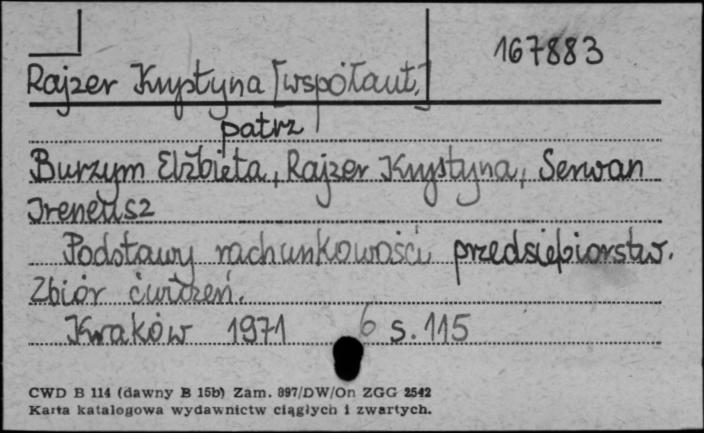 167883
Rajzer Krystyna [współaut.]
patrz
Burzym Elżbieta, Rajzer Krystyna, Serwan
Ireneusz
Podstawy rachunkowości przedsiębiorstw.
Zbiór ćwiczeń.
Kraków 1971 6 s. 115
CWD B 114 (dawny B 15b) Zam. 897/DW/On ZGG 2542
Karta katalogowa wydawnictw ciągłych i zwartych.